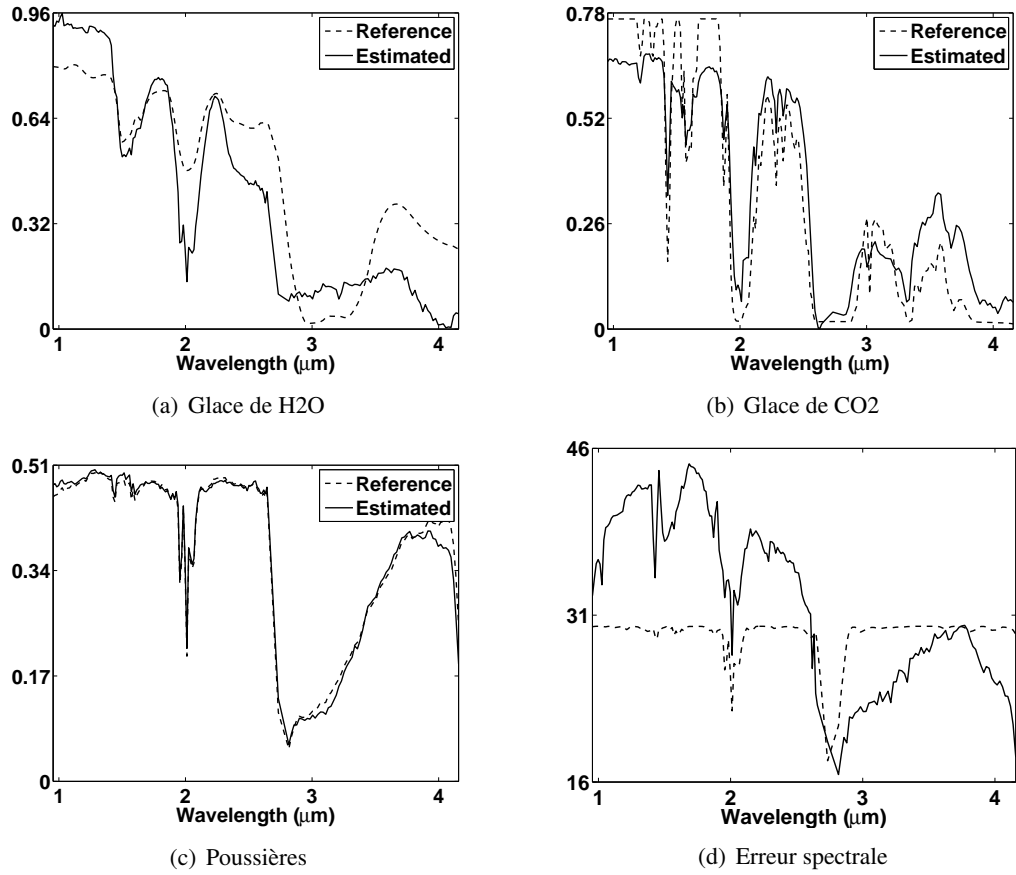 0.96
0.64
0.32
0
1 2 3 4
Wavelength (μm)
Reference
Estimated
(a) Glace de H2O
0.78
0.52
0.26
0
1 2 3 4
Wavelength (μm)
Reference
Estimated
(b) Glace de CO2
0.51
0.34
0.17
0
1 2 3 4
Wavelength (μm)
Reference
Estimated
(c) Poussières
46
31
16
1 2 3 4
Wavelength (μm)
(d) Erreur spectrale